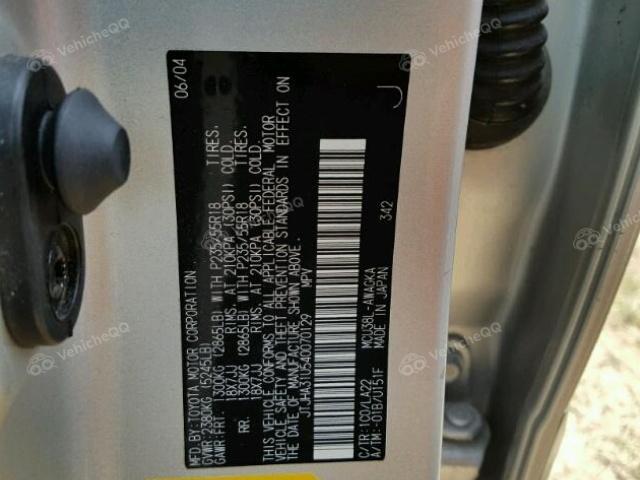 MFD. BY:TOYOTA MOTOR CORPORATION 06/04
GVWR:2380KG (5245LB)
GAWR:FRT. 1300KG (2865LB) WITH P235/55R18 TIRES.
18X7JJ RIMS. AT 210KPA (30PSI) COLD.
RR. 1300KG (2865LB) WITH P235/55R18 TIRES.
18X7JJ RIMS. AT 210KPA (30PSI) COLD.
THIS VEHICLE CONFORMS TO ALL APPLICABLE FEDERAL MOTOR
VEHICLE SAFETY AND THEFT PREVENTION STANDARDS IN EFFECT ON
THE DATE OF MANUFACTURE SHOWN ABOVE.
JTJHA31U540070129 MPV
J
C/TR:1C0/LA22 MCU38L-AWAGKA 342
A/TM:-01B/U151F MADE IN JAPAN
VehicleQQ